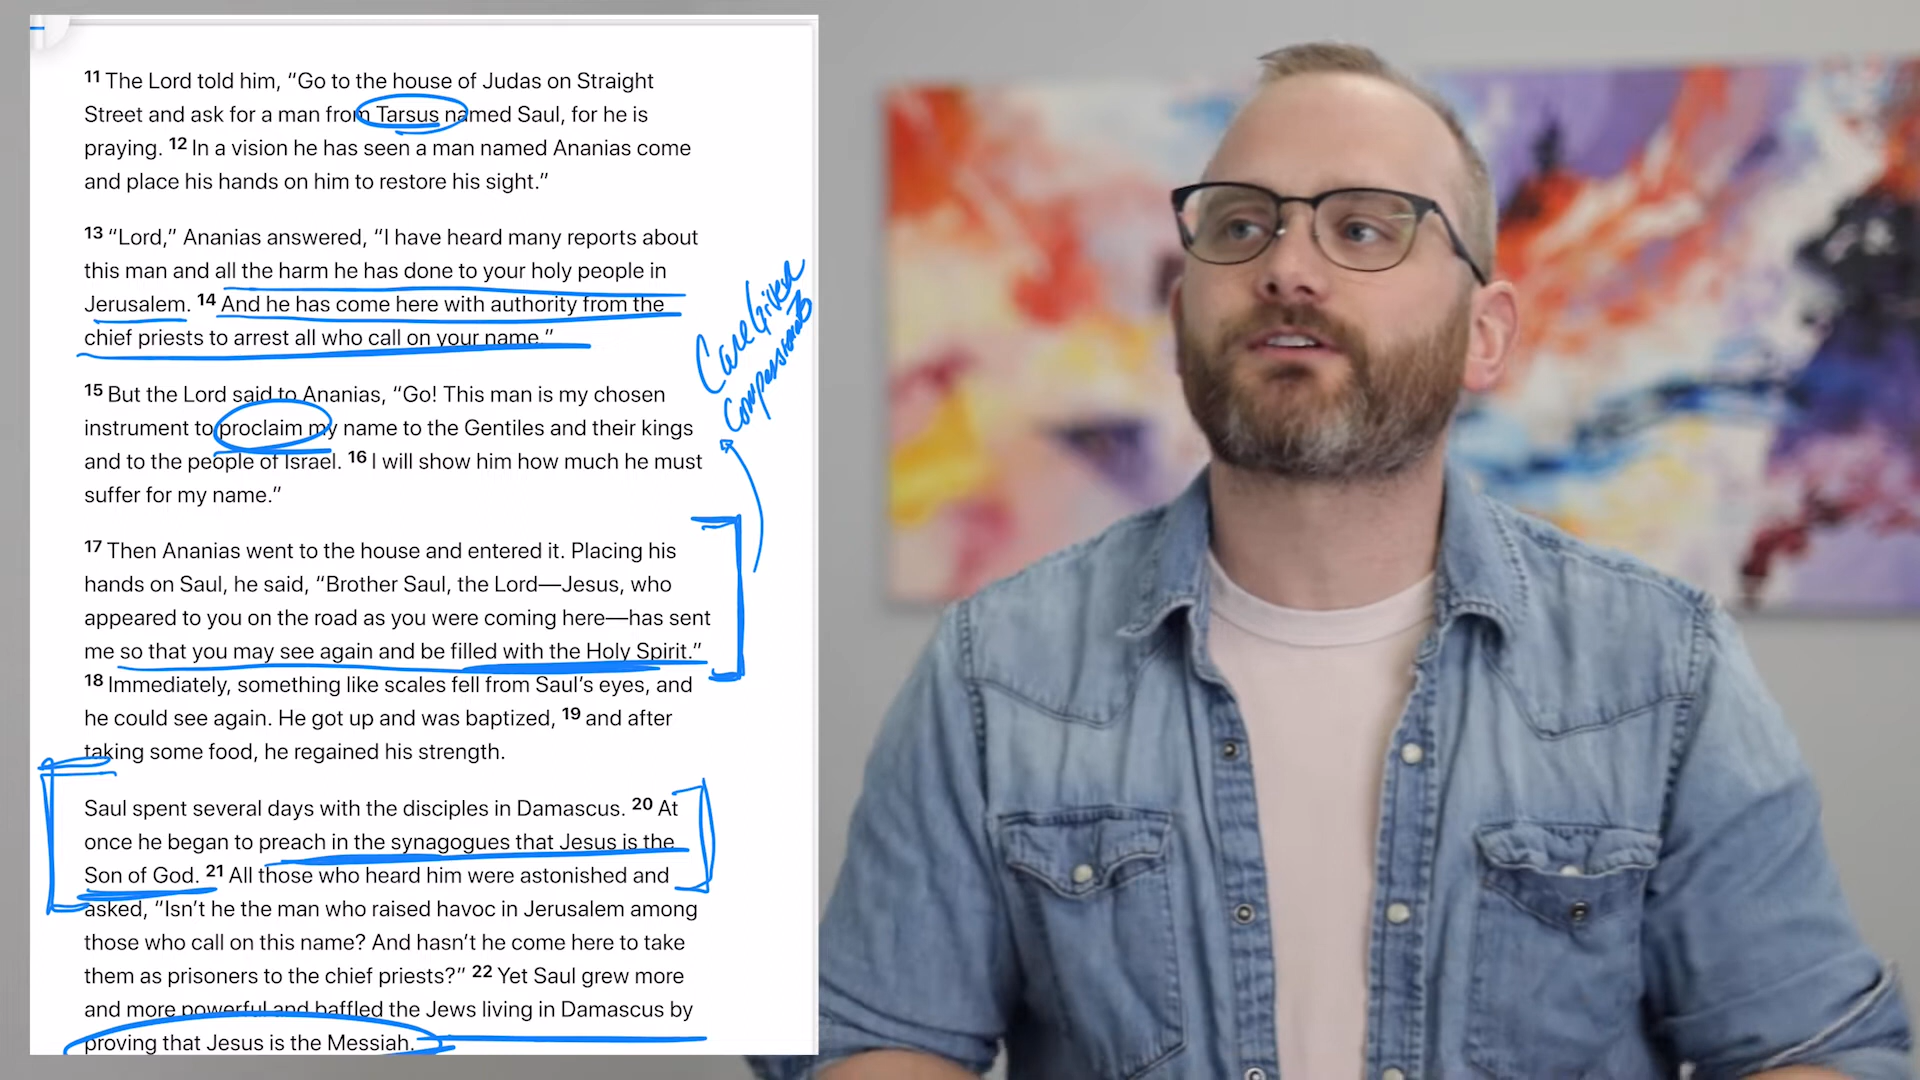 11 The Lord told him, “Go to the house of Judas on Straight
Street and ask for a man from Tarsus named Saul, for he is
praying. 12 In a vision he has seen a man named Ananias come
and place his hands on him to restore his sight.”
13 “Lord,” Ananias answered, “I have heard many reports about
this man and all the harm he has done to your holy people in
Jerusalem. 14 And he has come here with authority from the
chief priests to arrest all who call on your name.”
15 But the Lord said to Ananias, “Go! This man is my chosen
instrument to proclaim my name to the Gentiles and their kings
and to the people of Israel. 16 I will show him how much he must
suffer for my name.”
17 Then Ananias went to the house and entered it. Placing his
hands on Saul, he said, “Brother Saul, the Lord—Jesus, who
appeared to you on the road as you were coming here—has sent
me so that you may see again and be filled with the Holy Spirit.”
18 Immediately, something like scales fell from Saul’s eyes, and
he could see again. He got up and was baptized, 19 and after
taking some food, he regained his strength.
Saul spent several days with the disciples in Damascus. 20 At
once he began to preach in the synagogues that Jesus is the
Son of God. 21 All those who heard him were astonished and
asked, “Isn’t he the man who raised havoc in Jerusalem among
those who call on this name? And hasn’t he come here to take
them as prisoners to the chief priests?” 22 Yet Saul grew more
and more powerful and baffled the Jews living in Damascus by
proving that Jesus is the Messiah.
Care Giver
Compassionate